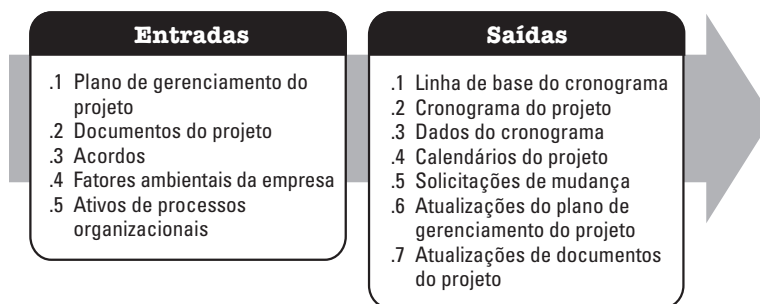 Entradas
.1 Plano de gerenciamento do
projeto
.2 Documentos do projeto
.3 Acordos
.4 Fatores ambientais da empresa
.5 Ativos de processos
organizacionais
Saídas
.1 Linha de base do cronograma
.2 Cronograma do projeto
.3 Dados do cronograma
.4 Calendários do projeto
.5 Solicitações de mudança
.6 Atualizações do plano de
gerenciamento do projeto
.7 Atualizações de documentos
do projeto